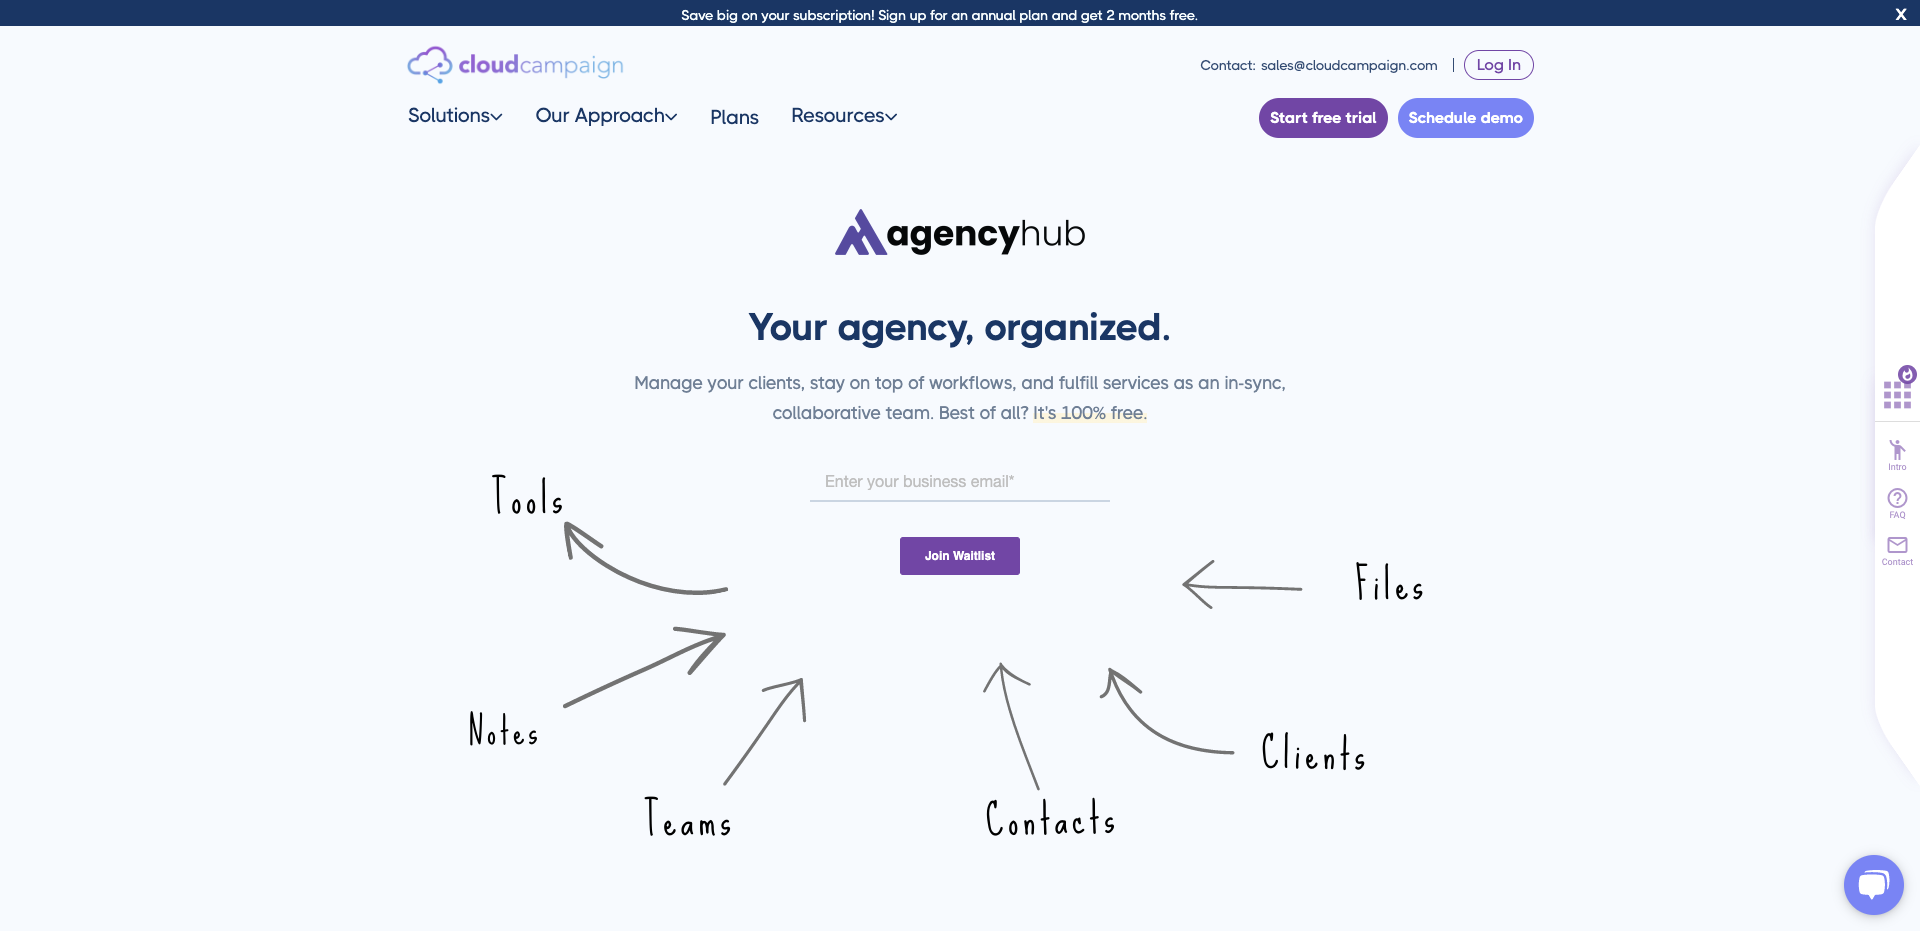 Save big on your subscription! Sign up for an annual plan and get 2 months free.
X
cloudcampaign
Contact: sales@cloudcampaign.com
Log In
Solutions
Our Approach
Plans
Resources
Start free trial
Schedule demo
agencyhub
Your agency, organized.
Manage your clients, stay on top of workflows, and fulfill services as an in-sync,
collaborative team. Best of all? It's 100% free.
Enter your business email*
Join Waitlist
Tools
Files
Notes
Clients
Teams
Contacts
Intro
FAQ
Contact